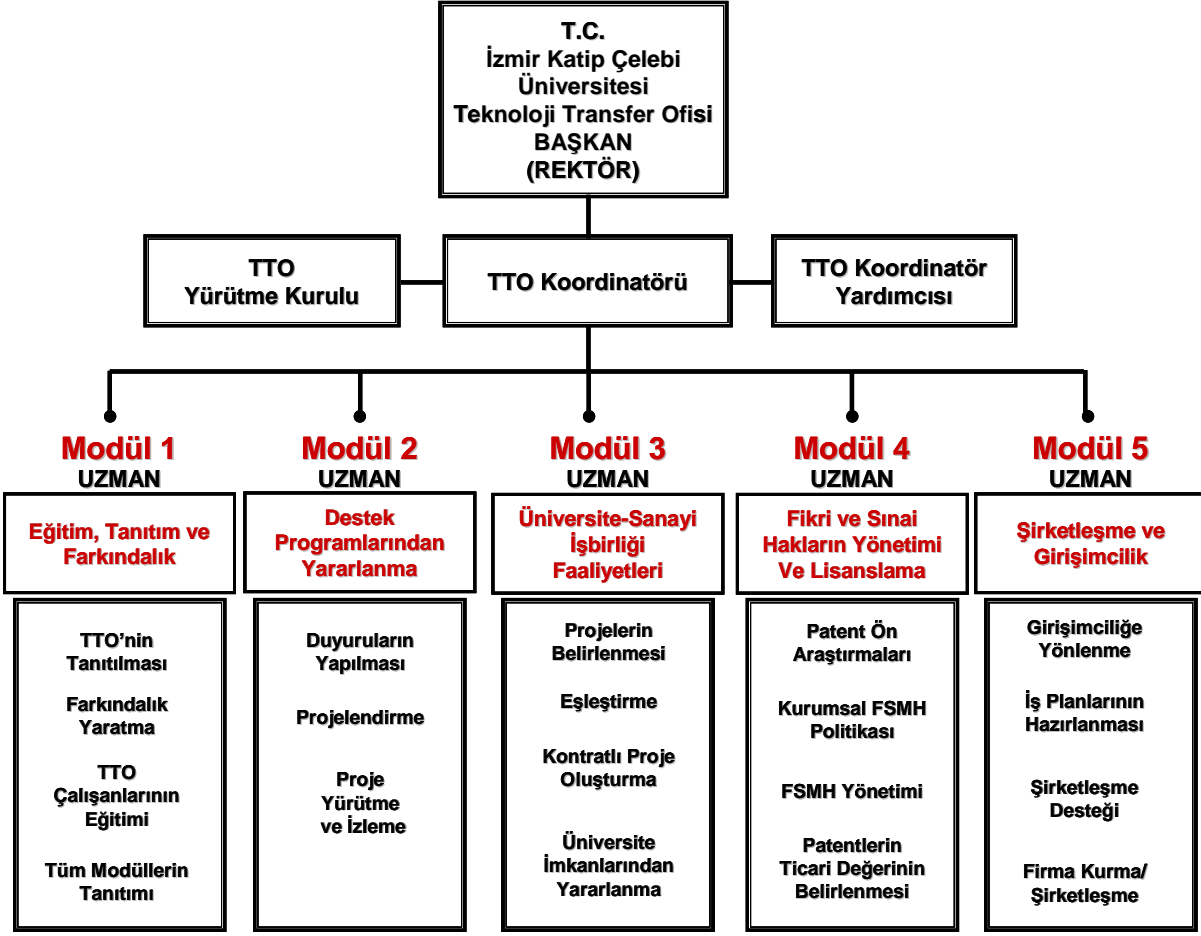 T.C.
İzmir Katip Çelebi
Üniversitesi
Teknoloji Transfer Ofisi
BAŞKAN
(REKTÖR)
TTO
Yürütme Kurulu
TTO Koordinatörü
TTO Koordinatör
Yardımcısı
Modül 1
UZMAN
Eğitim, Tanıtım ve
Farkındalık
TTO’nin
Tanıtılması
Farkındalık
Yaratma
TTO
Çalışanlarının
Eğitimi
Tüm Modüllerin
Tanıtımı
Modül 2
UZMAN
Destek
Programlarından
Yararlanma
Duyuruların
Yapılması
Projelendirme
Proje
Yürütme
ve İzleme
Modül 3
UZMAN
Üniversite-Sanayi
İşbirliği
Faaliyetleri
Projelerin
Belirlenmesi
Eşleştirme
Kontratlı Proje
Oluşturma
Üniversite
İmkanlarından
Yararlanma
Modül 4
UZMAN
Fikri ve Sınai
Hakların Yönetimi
Ve Lisanslama
Patent Ön
Araştırmaları
Kurumsal FSMH
Politikası
FSMH Yönetimi
Patentlerin
Ticari Değerinin
Belirlenmesi
Modül 5
UZMAN
Şirketleşme ve
Girişimcilik
Girişimciliğe
Yönlenme
İş Planlarının
Hazırlanması
Şirketleşme
Desteği
Firma Kurma/
Şirketleşme